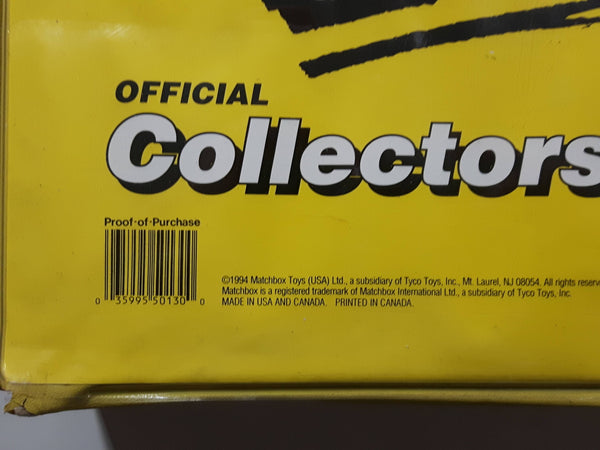 OFFICIAL
Collectors
Proof-of-Purchase
0 35995 50130 0
©1994 Matchbox Toys (USA) Ltd., a subsidiary of Tyco Toys, Inc., Mt. Laurel, NJ 08054. All rights reserv
Matchbox is a registered trademark of Matchbox International Ltd., a subsidiary of Tyco Toys, Inc.
MADE IN USA AND CANADA. PRINTED IN CANADA.